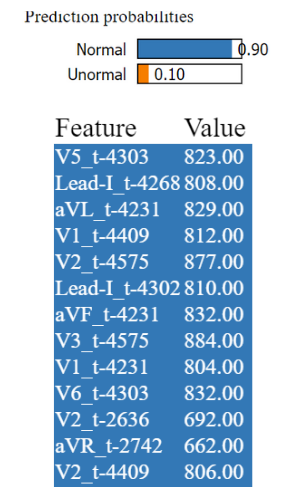 Prediction probabilities
Normal 0.90
Unormal 0.10
Feature Value
V5_t-4303 823.00
Lead-I_t-4268 808.00
aVL_t-4231 829.00
V1_t-4409 812.00
V2_t-4575 877.00
Lead-I_t-4302 810.00
aVF_t-4231 832.00
V3_t-4575 884.00
V1_t-4231 804.00
V6_t-4303 832.00
V2_t-2636 692.00
aVR_t-2742 662.00
V2_t-4409 806.00